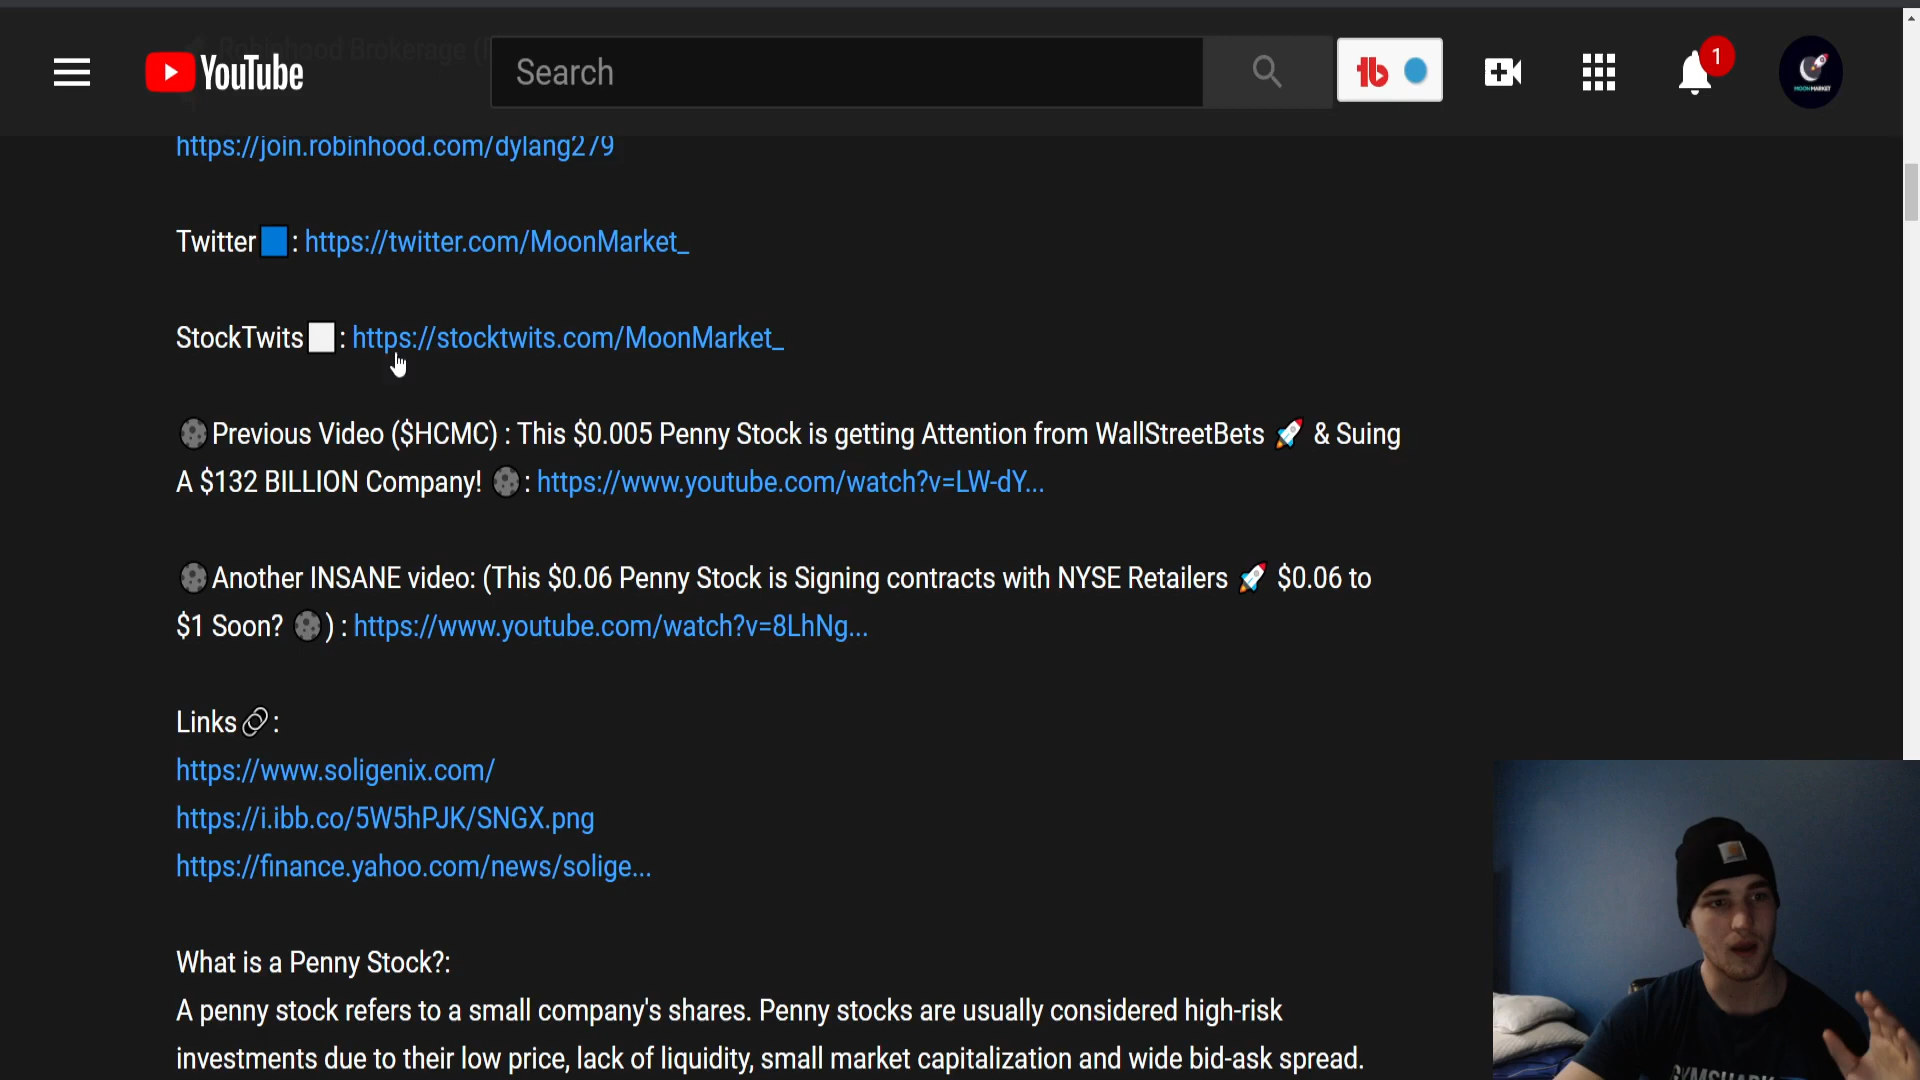 Robinhood Brokerage (
YouTube
Search
tb
1
MOON MARKET
https://join.robinhood.com/dylang279
Twitter🟦: https://twitter.com/MoonMarket_
StockTwits⬜: https://stocktwits.com/MoonMarket_
🌑Previous Video ($HCMC) : This $0.005 Penny Stock is getting Attention from WallStreetBets 🚀 & Suing
A $132 BILLION Company! 🌑: https://www.youtube.com/watch?v=LW-dY...
🌑Another INSANE video: (This $0.06 Penny Stock is Signing contracts with NYSE Retailers 🚀 $0.06 to
$1 Soon? 🌑) : https://www.youtube.com/watch?v=8LhNg...
Links🔗:
https://www.soligenix.com/
https://i.ibb.co/5W5hPJK/SNGX.png
https://finance.yahoo.com/news/solige...
What is a Penny Stock?:
A penny stock refers to a small company's shares. Penny stocks are usually considered high-risk
investments due to their low price, lack of liquidity, small market capitalization and wide bid-ask spread.
GYMSHARK